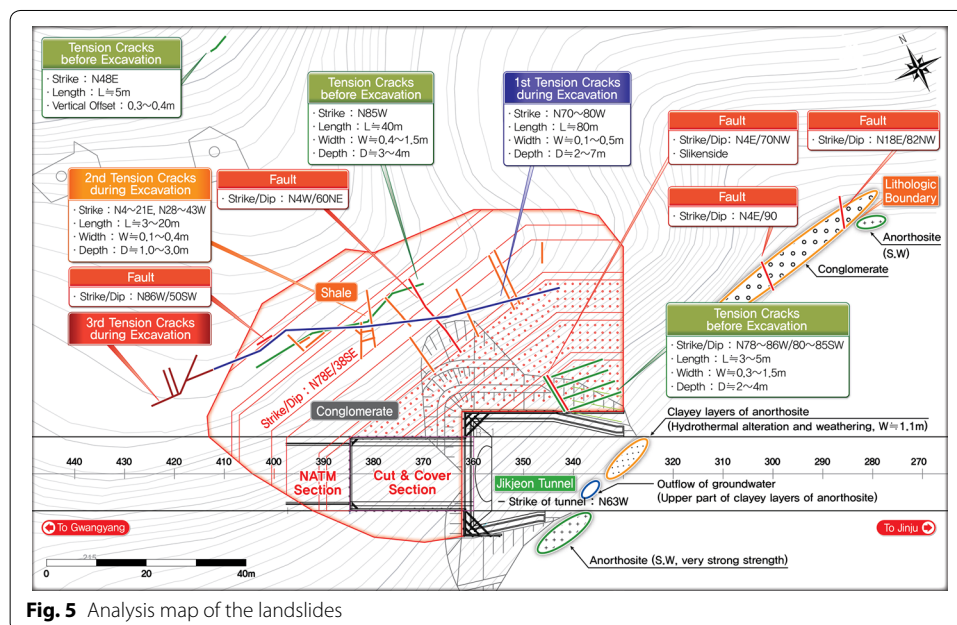 Tension Cracks
before Excavation
· Strike : N48E
· Length : L≒5m
· Vertical Offset : 0.3~0.4m
Tension Cracks
before Excavation
· Strike : N85W
· Length : L≒40m
· Width : W≒0.4~1.5m
· Depth : D≒3~4m
1st Tension Cracks
during Excavation
· Strike : N70~80W
· Length : L≒80m
· Width : W≒0.1~0.5m
· Depth : D≒2~7m
N
Fault
· Strike/Dip : N4E/70NW
· Slikenside
Fault
· Strike/Dip : N18E/82NW
2nd Tension Cracks
during Excavation
· Strike : N4~21E, N28~43W
· Length : L≒3~20m
· Width : W≒0.1~0.4m
· Depth : D≒1.0~3.0m
Fault
· Strike/Dip : N4W/60NE
Fault
· Strike/Dip : N4E/90
Lithologic
Boundary
Anorthosite
(S.W)
Conglomerate
Fault
· Strike/Dip : N86W/50SW
Shale
3rd Tension Cracks
during Excavation
Tension Cracks
before Excavation
· Strike/Dip : N78~86W/80~85SW
· Length : L≒3~5m
· Width : W≒0.3~1.5m
· Depth : D≒2~4m
Strike/Dip : N78E/38SE
Conglomerate
Clayey layers of anorthosite
(Hydrothermal alteration and weathering, W≒1.1m)
440 420 400 390 380 360 340 320 300 280 270
NATM
Section
Cut & Cover
Section
Jikjeon Tunnel
– Strike of tunnel : N63W
Outflow of groundwater
(Upper part of clayey layers of anorthosite)
To Gwangyang
To Jinju
215
0 20 40m
Anorthosite (S.W, very strong strength)
Fig. 5 Analysis map of the landslides